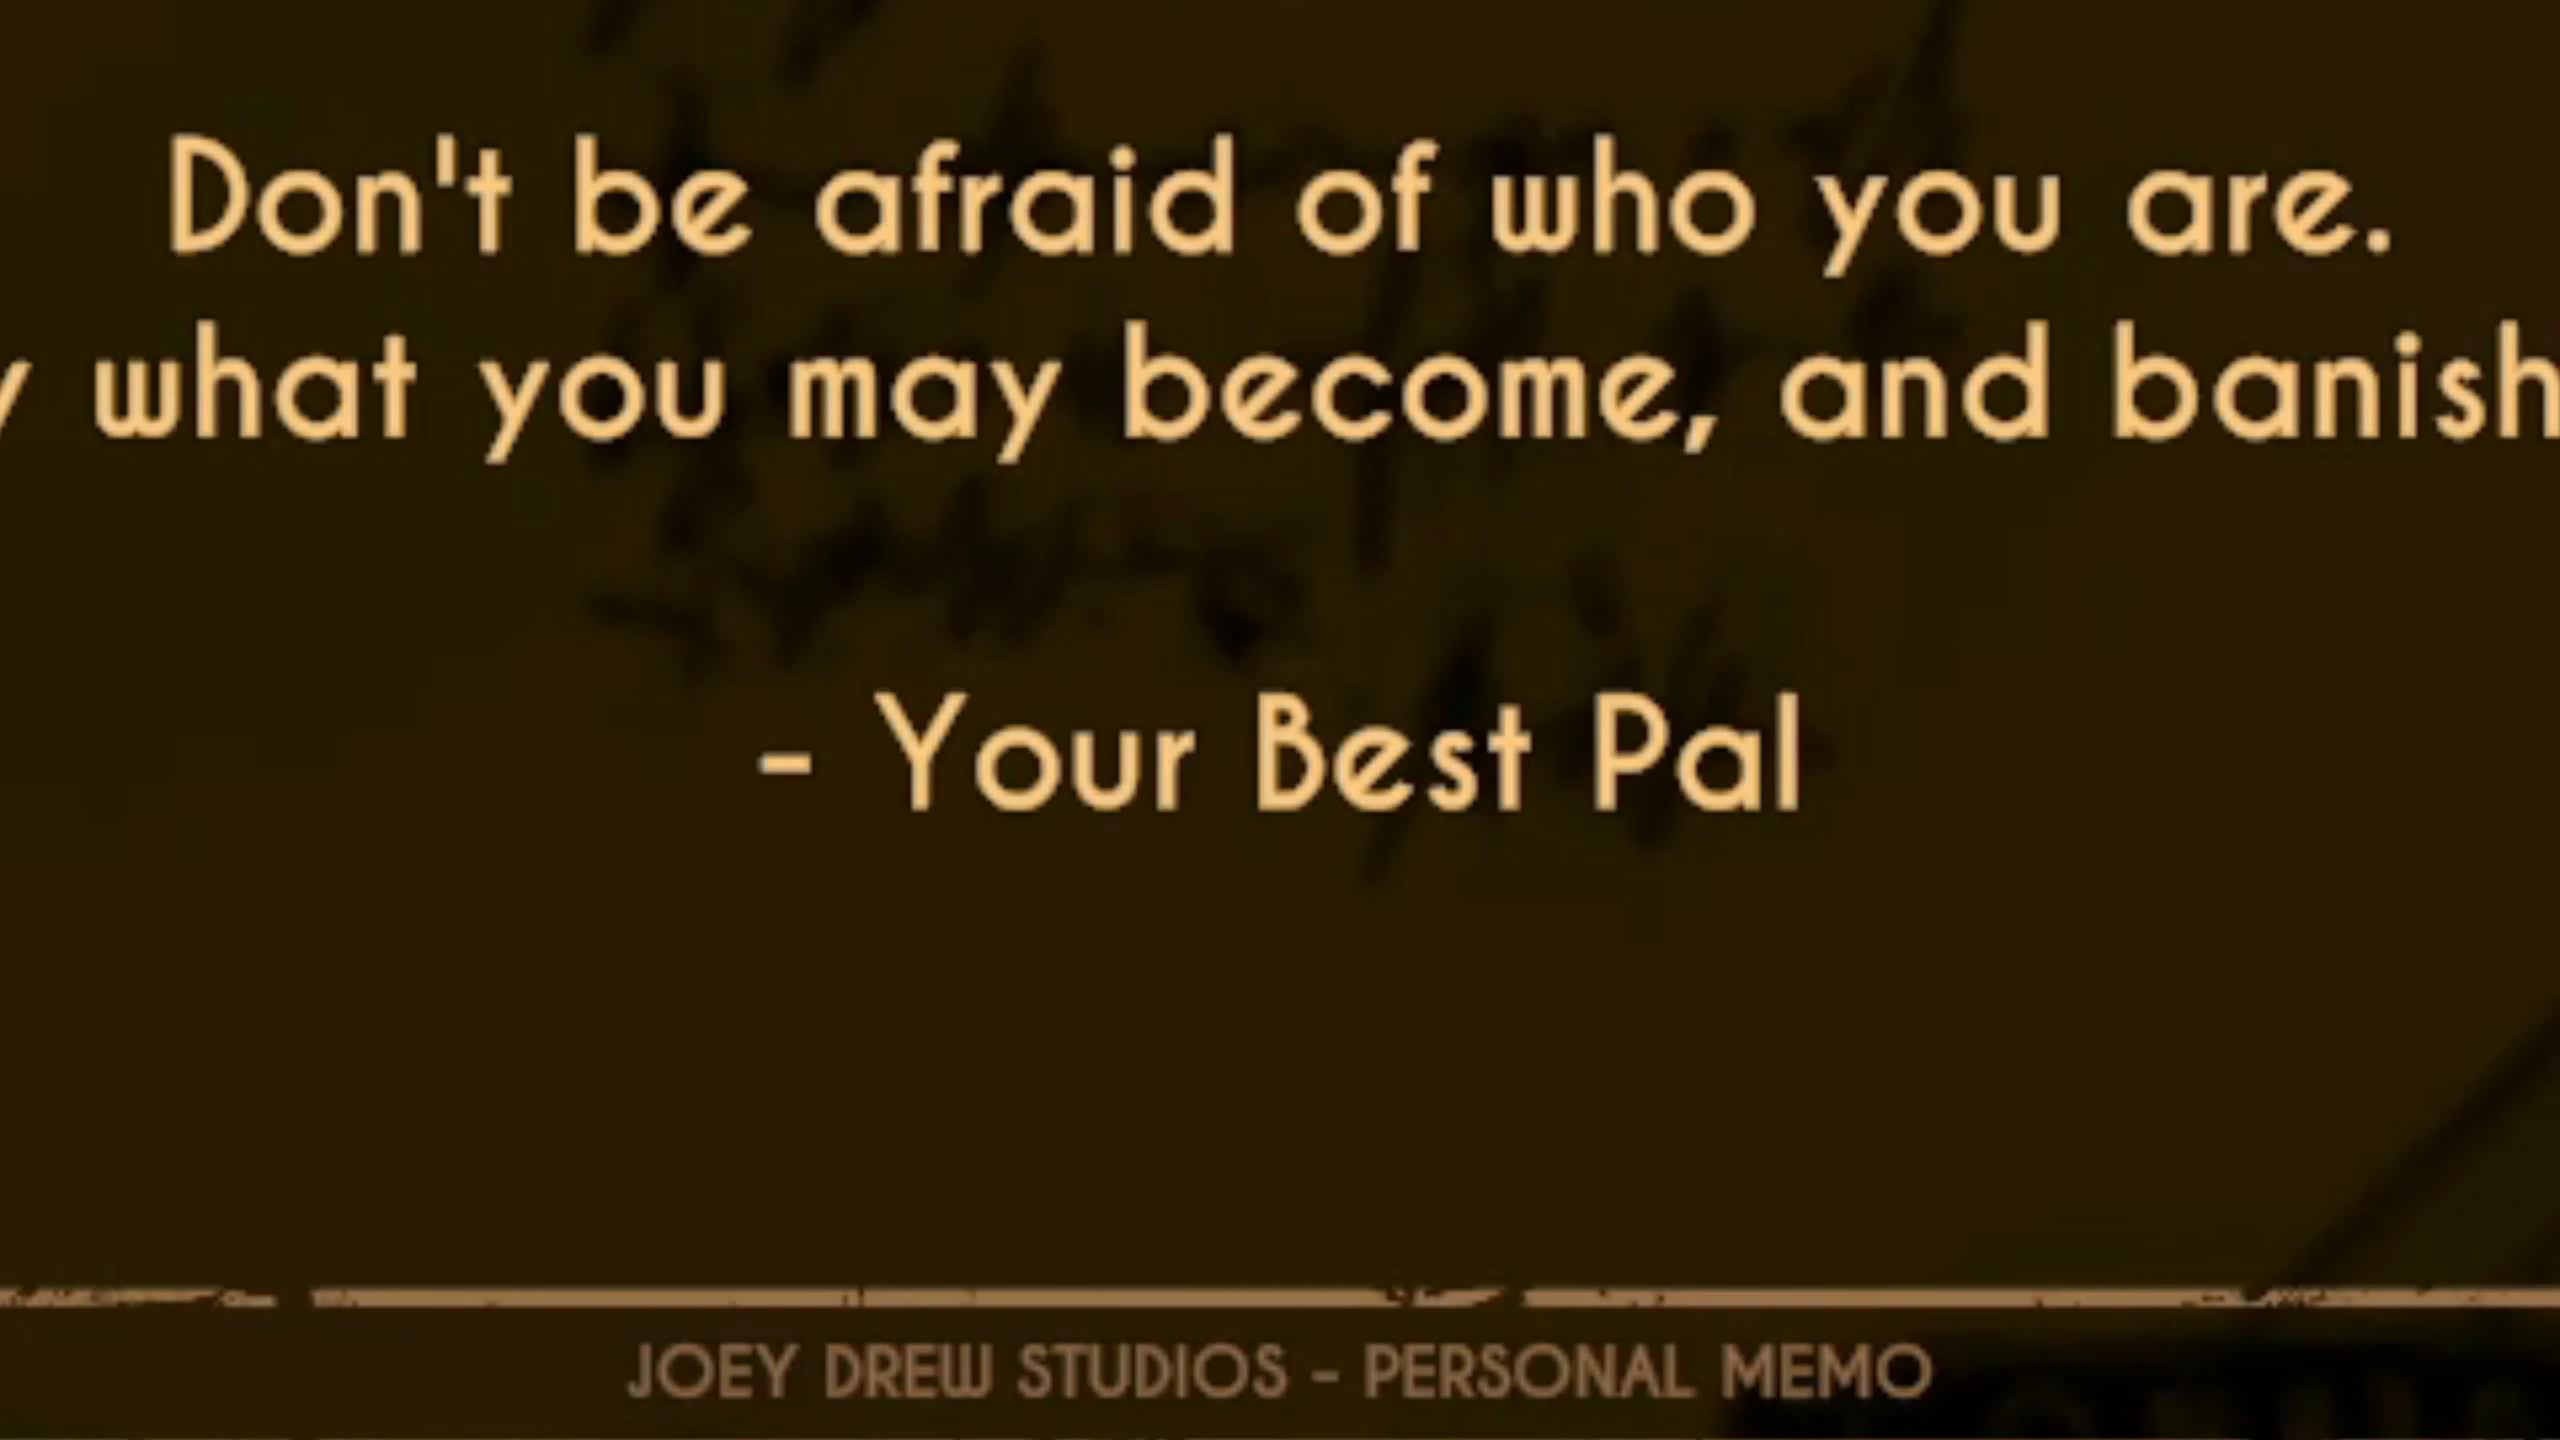 Don't be afraid of who you are.
y what you may become, and banish
- Your Best Pal
JOEY DREW STUDIOS - PERSONAL MEMO